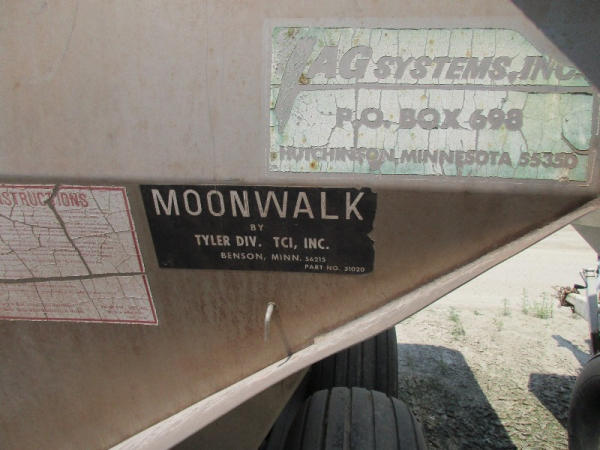 AG SYSTEMS, INC.
P.O. BOX 698
HUTCHINSON, MINNESOTA 55350
INSTRUCTIONS
MOONWALK
BY
TYLER DIV. TCI, INC.
BENSON, MINN. 56215
PART NO. 31020